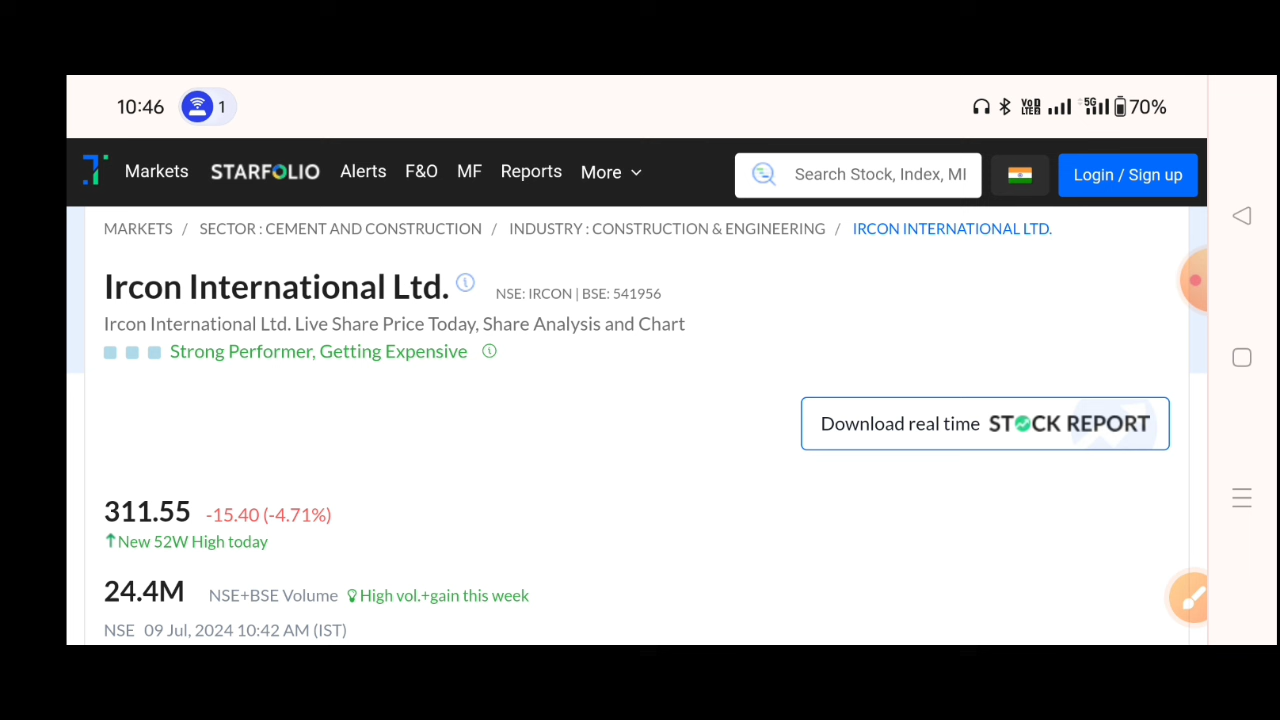 10:46 1 VoD LTED 5G 70%
Markets STARFOLIO Alerts F&O MF Reports More Search Stock, Index, MI Login / Sign up
MARKETS / SECTOR : CEMENT AND CONSTRUCTION / INDUSTRY : CONSTRUCTION & ENGINEERING / IRCON INTERNATIONAL LTD.
Ircon International Ltd. NSE: IRCON | BSE: 541956
Ircon International Ltd. Live Share Price Today, Share Analysis and Chart
Strong Performer, Getting Expensive
Download real time STOCK REPORT
311.55 -15.40 (-4.71%)
New 52W High today
24.4M NSE+BSE Volume High vol.+gain this week
NSE 09 Jul, 2024 10:42 AM (IST)